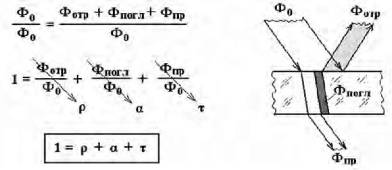 Φ₀/Φ₀ = (Φотр + Φпогл + Φпр)/Φ₀
Φ₀
Φотр
1 = Φотр/Φ₀ + Φпогл/Φ₀ + Φпр/Φ₀
ρ α τ
Φпогл
1 = ρ + α + τ
Φпр